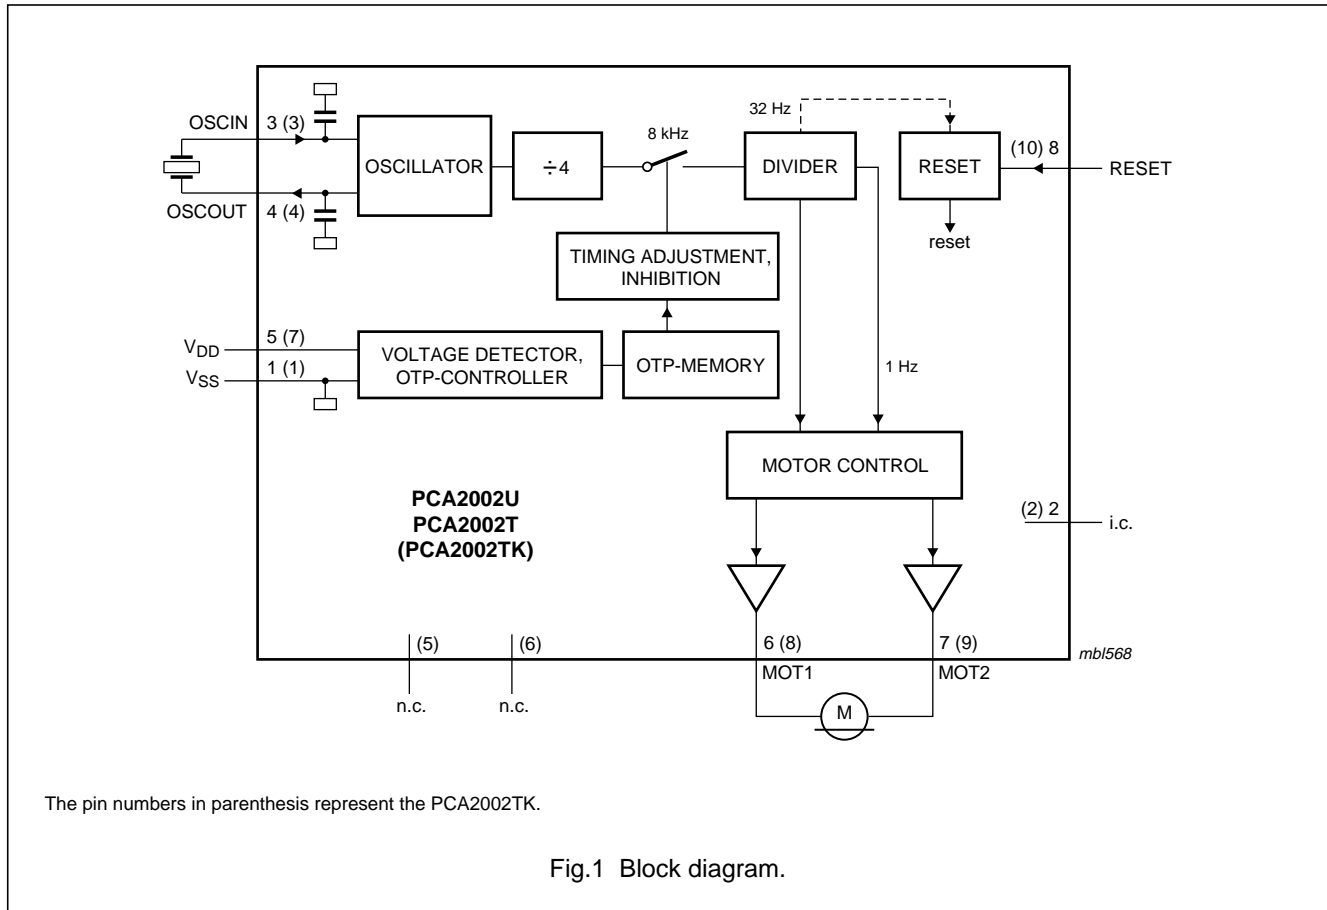 32 Hz
OSCIN
3 (3)
8 kHz
OSCILLATOR
÷4
DIVIDER
RESET
(10) 8
RESET
OSCOUT
4 (4)
reset
TIMING ADJUSTMENT,
INHIBITION
VDD
5 (7)
VSS
1 (1)
VOLTAGE DETECTOR,
OTP-CONTROLLER
OTP-MEMORY
1 Hz
MOTOR CONTROL
PCA2002U
PCA2002T
(PCA2002TK)
(2) 2
i.c.
(5)
(6)
6 (8)
7 (9)
mbl568
MOT1
MOT2
n.c.
n.c.
M
The pin numbers in parenthesis represent the PCA2002TK.
Fig.1 Block diagram.